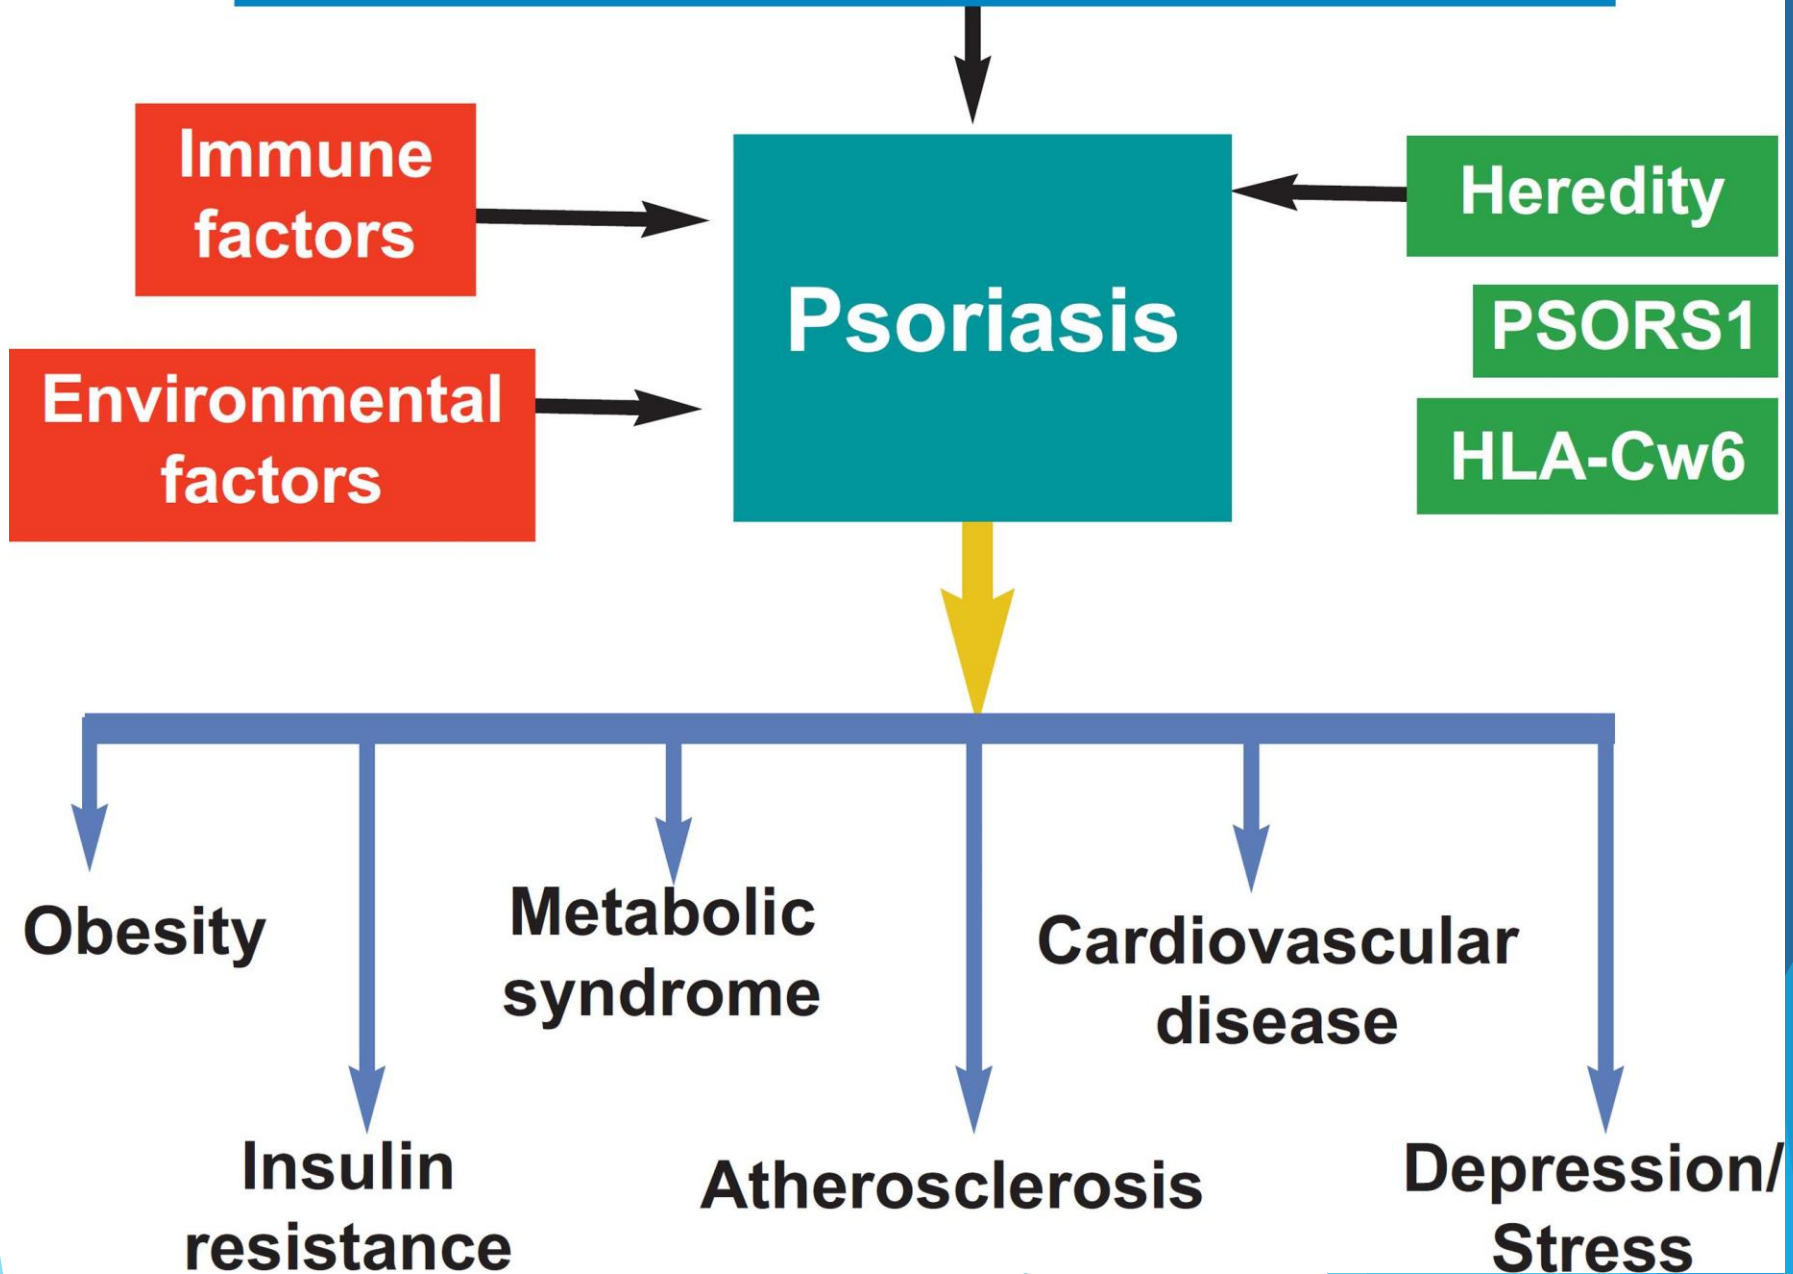 Immune
factors
Heredity
Psoriasis
PSORS1
Environmental
factors
HLA-Cw6
Obesity
Metabolic
syndrome
Cardiovascular
disease
Insulin
resistance
Atherosclerosis
Depression/
Stress